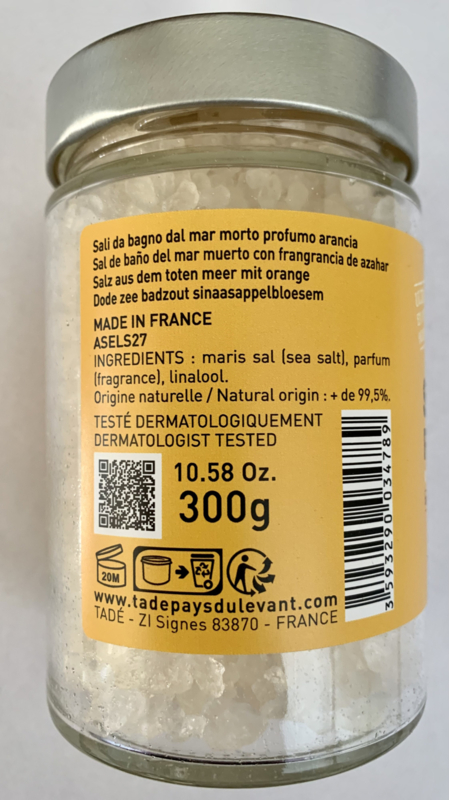 Sali da bagno dal mar morto profumo arancia
Sal de baño del mar muerto con frangrancia de azahar
Salz aus dem toten meer mit orange
Dode zee badzout sinaasappelbloesem
MADE IN FRANCE
ASELS27
INGREDIENTS : maris sal (sea salt), parfum
(fragrance), linalool.
Origine naturelle / Natural origin : + de 99,5%.
TESTÉ DERMATOLOGIQUEMENT
DERMATOLOGIST TESTED
10.58 Oz.
300g
20M
www.tadepaysdulevant.com
TADÉ - ZI Signes 83870 - FRANCE
3 593290 034789